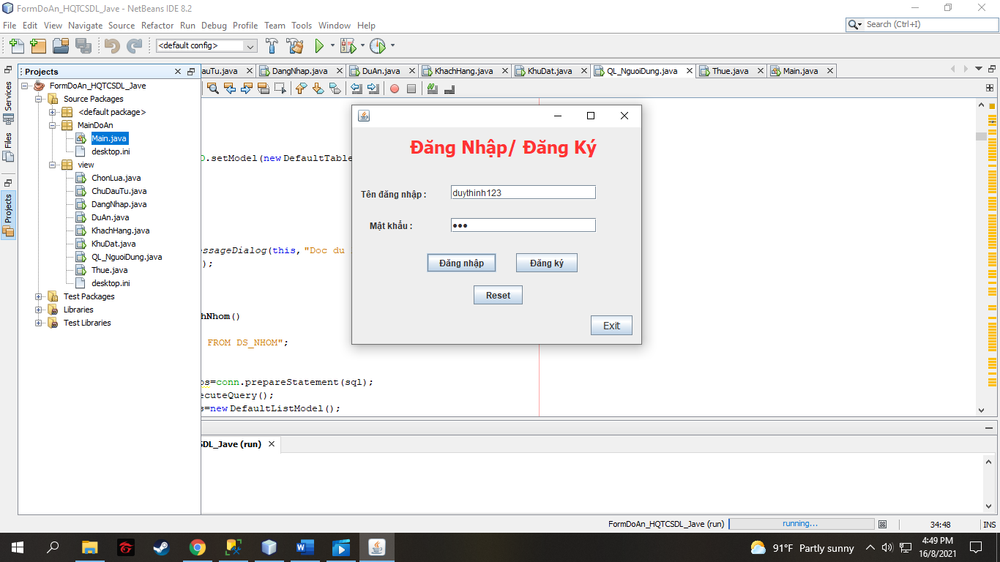 FormDoAn_HQTCSDL_Jave - NetBeans IDE 8.2
File Edit View Navigate Source Refactor Run Debug Profile Team Tools Window Help
Search (Ctrl+I)
<default config>
Projects
auTu.java DangNhap.java DuAn.java KhachHang.java KhuDat.java QL_NguoiDung.java Thue.java Main.java
Services
Files
Projects
FormDoAn_HQTCSDL_Jave
Source Packages
<default package>
MainDoAn
Main.java
desktop.ini
view
ChonLua.java
ChuDauTu.java
DangNhap.java
DuAn.java
KhachHang.java
KhuDat.java
QL_NguoiDung.java
Thue.java
desktop.ini
Test Packages
Libraries
Test Libraries
.setModel(new DefaultTable
essageDialog(this,"Doc du
);
hNhom()
FROM DS_NHOM";
ps=conn.prepareStatement(sql);
ecuteQuery();
s=new DefaultListModel();
Đăng Nhập/ Đăng Ký
Tên đăng nhập : duythinh123
Mật khẩu : ●●●
Đăng nhập Đăng ký
Reset
Exit
SDL_Jave (run)
FormDoAn_HQTCSDL_Jave (run) running... 34:48 INS
91°F Partly sunny
4:49 PM
16/8/2021